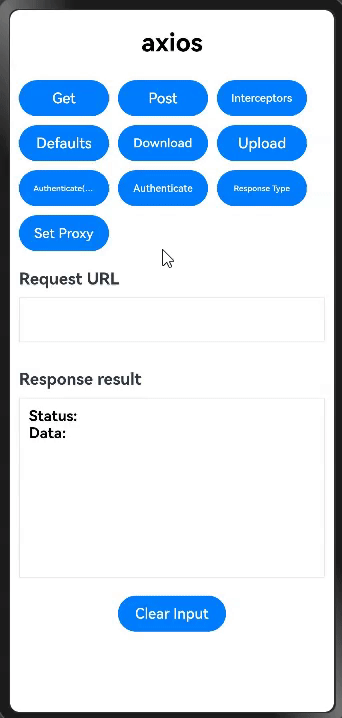 axios
Get Post Interceptors
Defaults Download Upload
Authenticate(... Authenticate Response Type
Set Proxy
Request URL
Response result
Status:
Data:
Clear Input